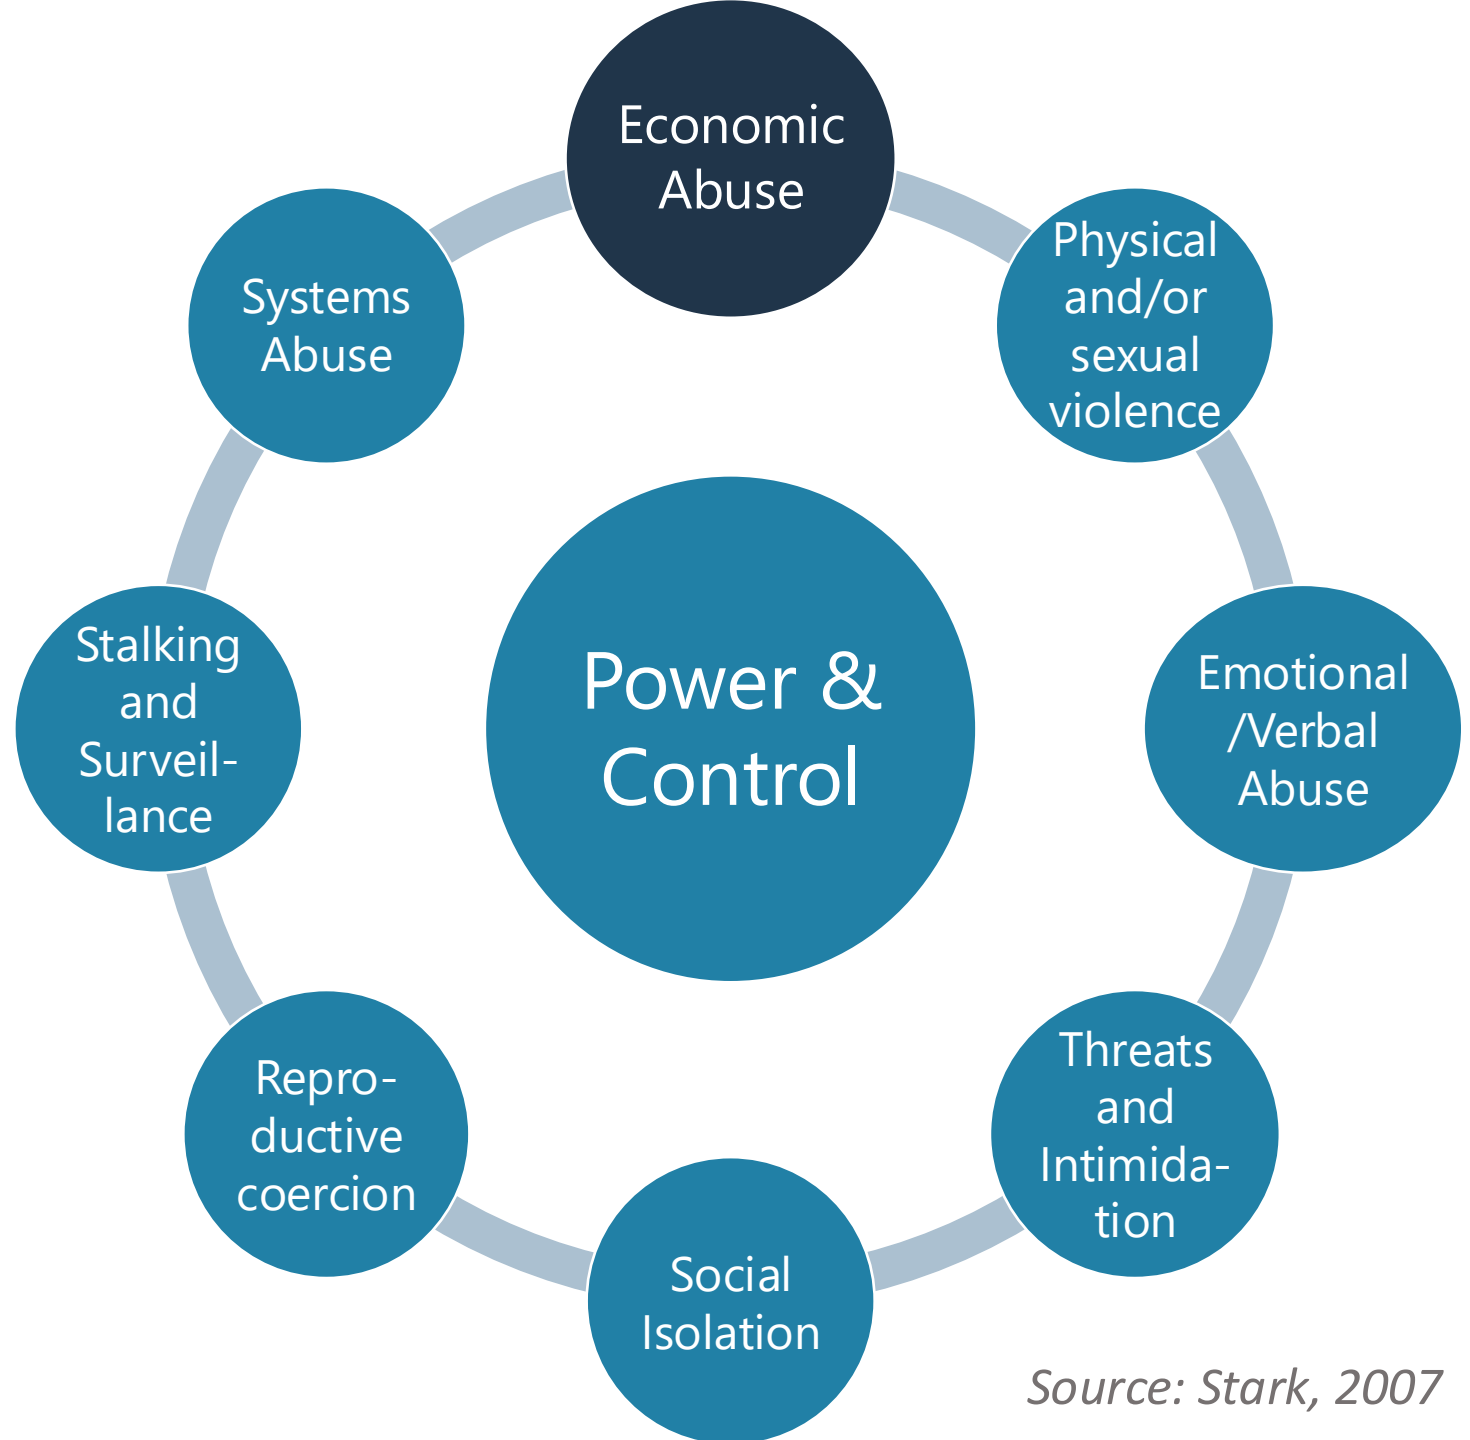 Economic
Abuse
Physical
and/or
sexual
violence
Emotional
/Verbal
Abuse
Threats
and
Intimida-
tion
Social
Isolation
Repro-
ductive
coercion
Stalking
and
Surveil-
lance
Systems
Abuse
Power &
Control
Source: Stark, 2007